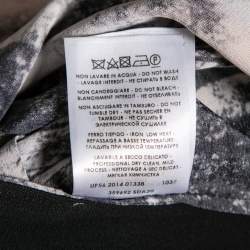 NON LAVARE IN ACQUA - DO NOT WASH
LAVAGE INTERDIT - НЕ СТИРАТЬ
NON CANDEGGIARE - DO NOT BLEACH -
BLANCHIMENT INTERDIT - НЕ
ОТБЕЛИВАТЬ
NON ASCIUGARE IN TAMBURO - DO NOT
TUMBLE DRY - NE PAS SECHER EN
TAMBOUR - НЕ СУШИТЬ В
ЭЛЕКТРИЧЕСКОЙ СУШИЛКЕ
FERRO TIEPIDO - IRON, LOW HEAT -
REPASSAGE A BASSE TEMPERATURE -
ГЛАДИТЬ ПРИ НИЗКОЙ ТЕМПЕРАТУРЕ
LAVABILE A SECCO DELICATO -
PROFESSIONAL DRY CLEAN, MILD
PROCESS - NETTOYAGE A SEC DELICAT -
МЯГКАЯ ХИМЧИСТКА
2014 01338